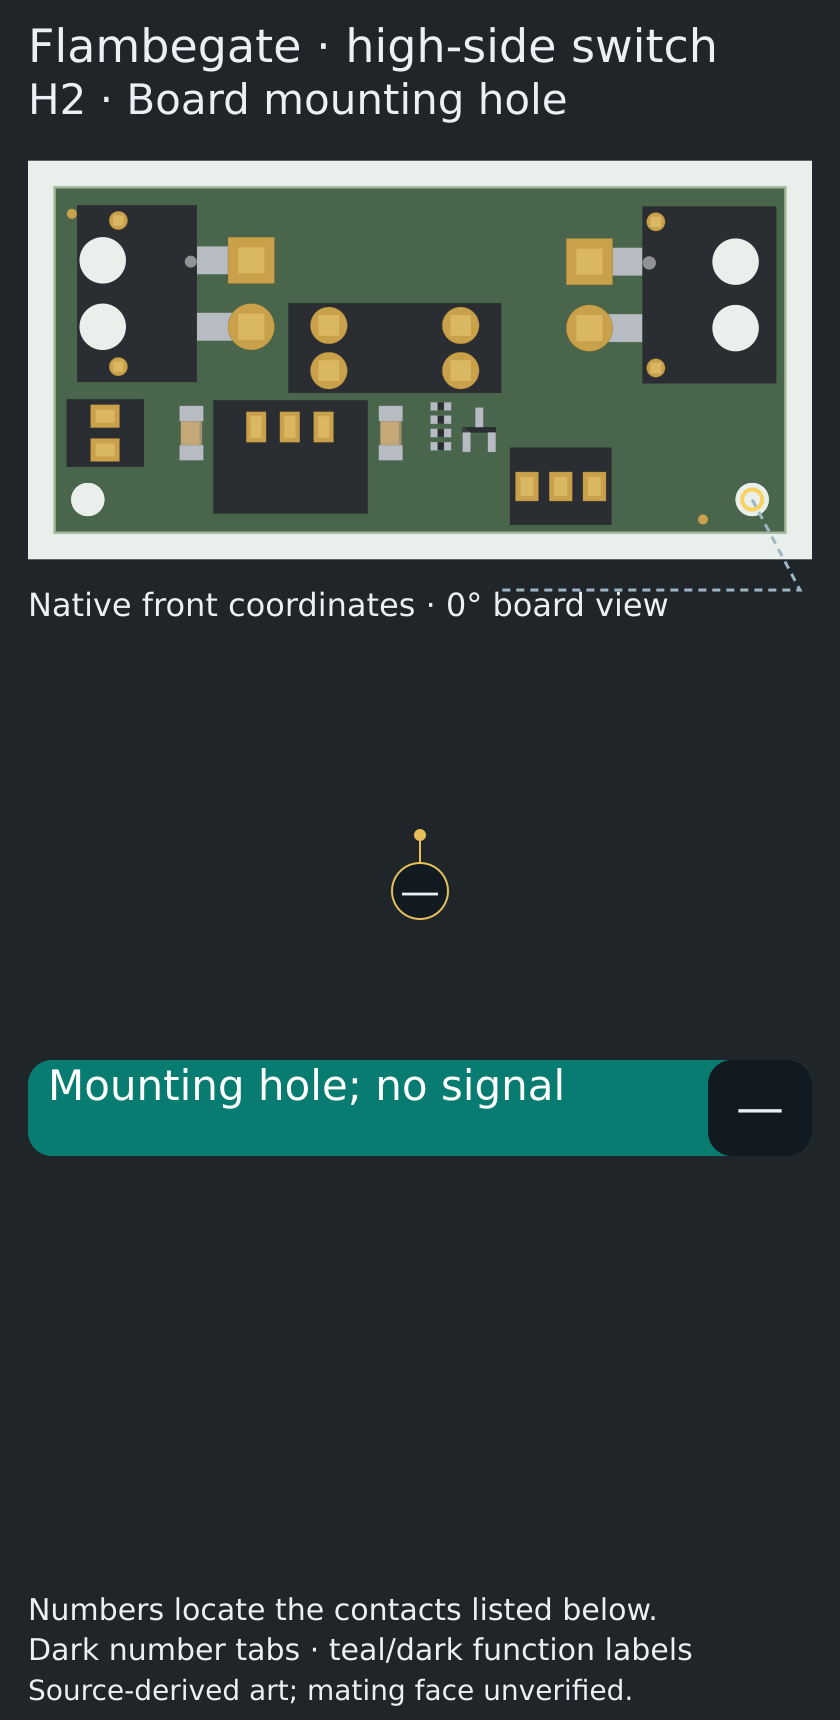 Flambegate · high-side switch
H2 · Board mounting hole
Native front coordinates · 0° board view
—
Mounting hole; no signal —
Numbers locate the contacts listed below.
Dark number tabs · teal/dark function labels
Source-derived art; mating face unverified.